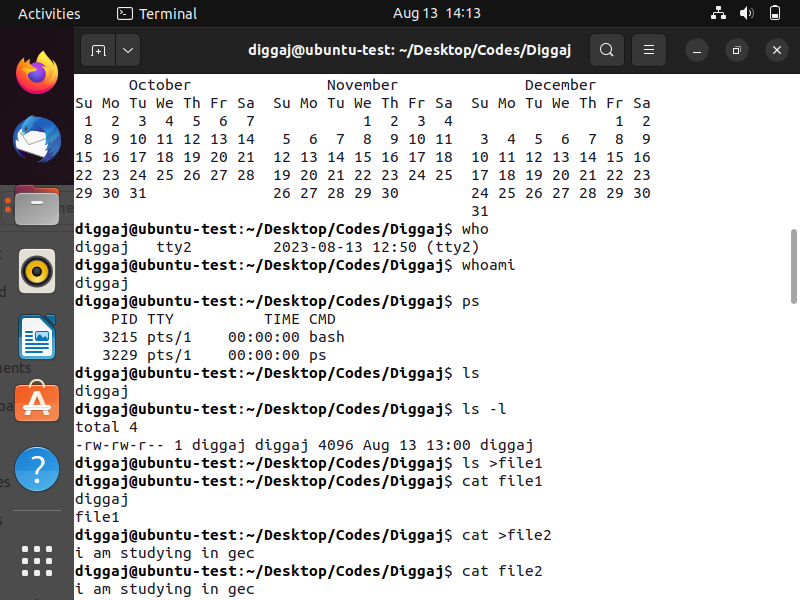 Activities Terminal Aug 13 14:13
diggaj@ubuntu-test: ~/Desktop/Codes/Diggaj
October November December
Su Mo Tu We Th Fr Sa Su Mo Tu We Th Fr Sa Su Mo Tu We Th Fr Sa
1 2 3 4 5 6 7 1 2 3 4 1 2
8 9 10 11 12 13 14 5 6 7 8 9 10 11 3 4 5 6 7 8 9
15 16 17 18 19 20 21 12 13 14 15 16 17 18 10 11 12 13 14 15 16
22 23 24 25 26 27 28 19 20 21 22 23 24 25 17 18 19 20 21 22 23
29 30 31 26 27 28 29 30 24 25 26 27 28 29 30
31
diggaj@ubuntu-test:~/Desktop/Codes/Diggaj$ who
diggaj tty2 2023-08-13 12:50 (tty2)
diggaj@ubuntu-test:~/Desktop/Codes/Diggaj$ whoami
diggaj
diggaj@ubuntu-test:~/Desktop/Codes/Diggaj$ ps
PID TTY TIME CMD
3215 pts/1 00:00:00 bash
3229 pts/1 00:00:00 ps
diggaj@ubuntu-test:~/Desktop/Codes/Diggaj$ ls
diggaj
diggaj@ubuntu-test:~/Desktop/Codes/Diggaj$ ls -l
total 4
-rw-rw-r-- 1 diggaj diggaj 4096 Aug 13 13:00 diggaj
diggaj@ubuntu-test:~/Desktop/Codes/Diggaj$ ls >file1
diggaj@ubuntu-test:~/Desktop/Codes/Diggaj$ cat file1
diggaj
file1
diggaj@ubuntu-test:~/Desktop/Codes/Diggaj$ cat >file2
i am studying in gec
diggaj@ubuntu-test:~/Desktop/Codes/Diggaj$ cat file2
i am studying in gec